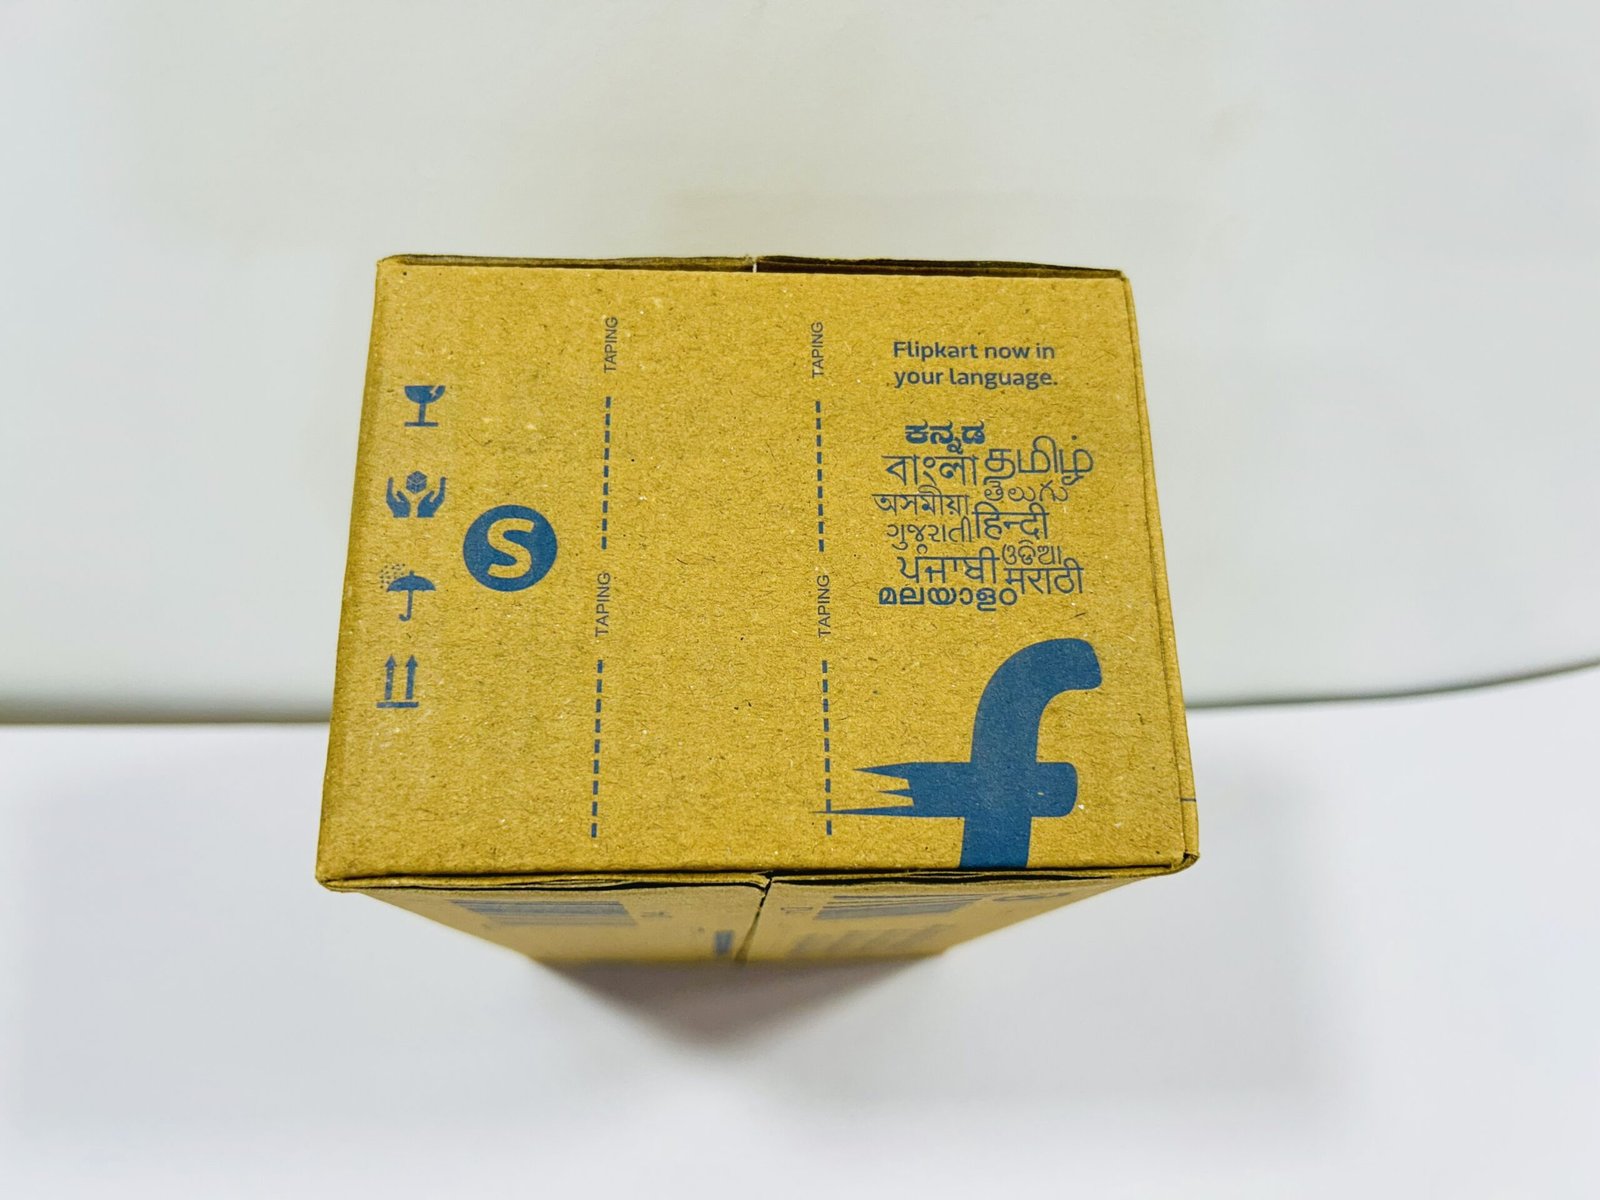 TAPING
TAPING
TAPING
TAPING
S
Flipkart now in
your language.
ಕನ್ನಡ
বাংলা தமிழ்
অসমীয়া తెలుగు
ગુજરાતી हिन्दी
ਪੰਜਾਬੀ ଓଡ଼ିଆ
മലയാളം मराठी
f